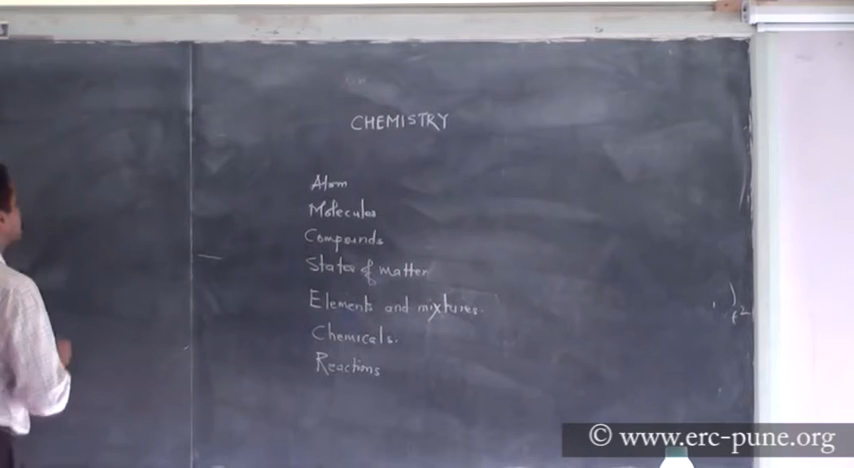 CHEMISTRY
Atom
Molecules
Compounds
States of matter
Elements and mixtures.
Chemicals.
Reactions
© www.erc-pune.org